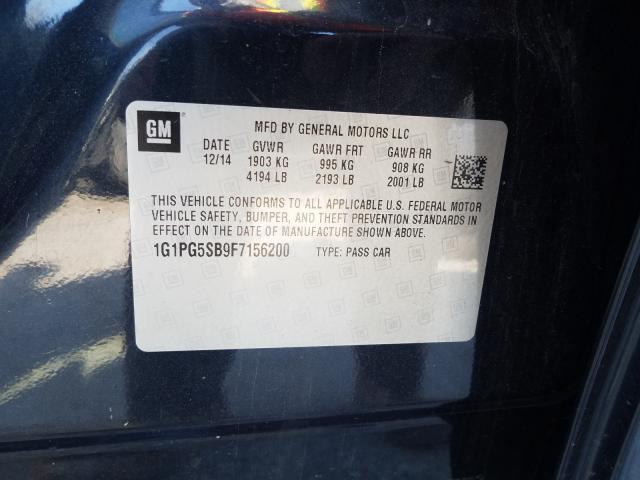 GM
MFD BY GENERAL MOTORS LLC
DATE GVWR GAWR FRT GAWR RR
12/14 1903 KG 995 KG 908 KG
4194 LB 2193 LB 2001 LB
THIS VEHICLE CONFORMS TO ALL APPLICABLE U.S. FEDERAL MOTOR
VEHICLE SAFETY, BUMPER, AND THEFT PREVENTION STANDARDS IN
EFFECT ON THE DATE OF MANUFACTURE SHOWN ABOVE.
1G1PG5SB9F7156200 TYPE: PASS CAR